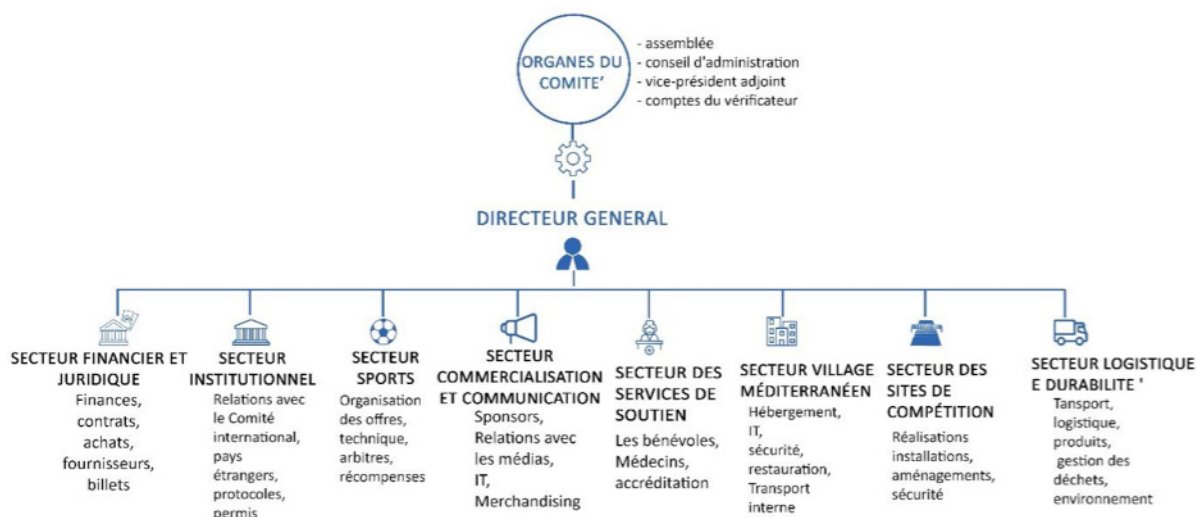 ORGANES DU
COMITE’
- assemblée
- conseil d'administration
- vice-président adjoint
- comptes du vérificateur
DIRECTEUR GENERAL
SECTEUR FINANCIER ET
JURIDIQUE
Finances,
contrats,
achats,
fournisseurs,
billets
SECTEUR
INSTITUTIONNEL
Relations avec
le Comité
international,
pays
étrangers,
protocoles,
permis
SECTEUR
SPORTS
Organisation
des offres,
technique,
arbitres,
récompenses
SECTEUR
COMMERCIALISATION
ET COMMUNICATION
Sponsors,
Relations avec
les médias,
IT,
Merchandising
SECTEUR DES
SERVICES DE
SOUTIEN
Les bénévoles,
Médecins,
accréditation
SECTEUR VILLAGE
MÉDITERRANÉEN
Hébergement,
IT,
sécurité,
restauration,
Transport
interne
SECTEUR DES
SITES DE
COMPÉTITION
Réalisations
installations,
aménagements,
sécurité
SECTEUR LOGISTIQUE
E DURABILITE '
Tansport,
logistique,
produits,
gestion des
déchets,
environnement